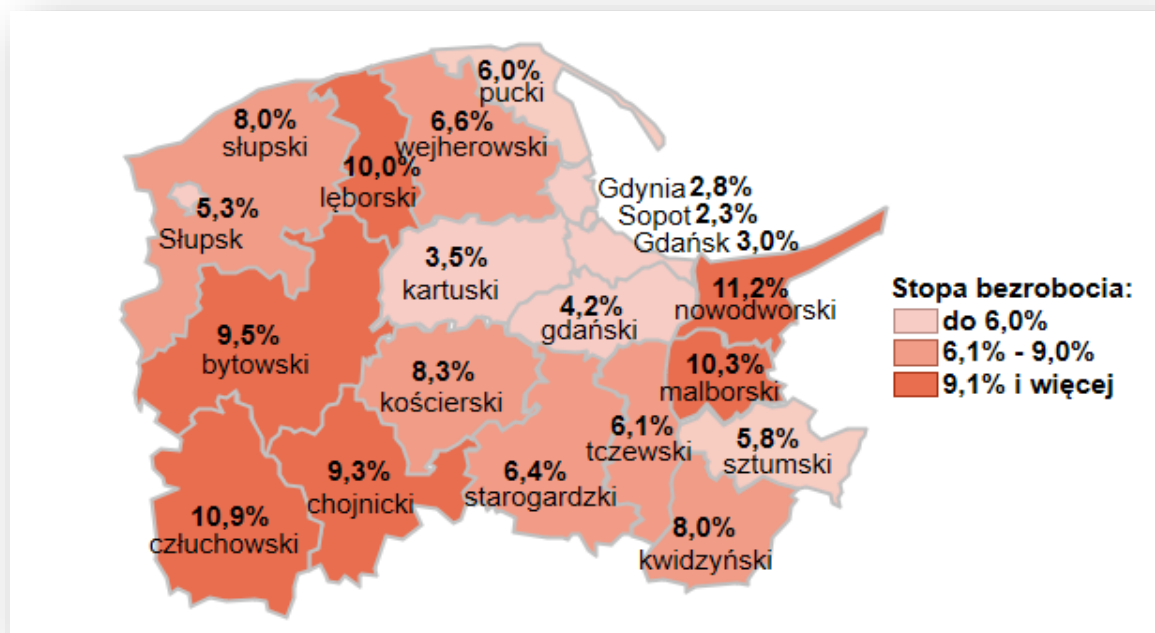 6,0%
pucki
8,0%
słupski
6,6%
wejherowski
10,0%
lęborski
5,3%
Słupsk
Gdynia 2,8%
Sopot 2,3%
Gdańsk 3,0%
3,5%
kartuski
4,2%
gdański
11,2%
nowodworski
9,5%
bytowski
8,3%
kościerski
10,3%
malborski
6,1%
tczewski
5,8%
sztumski
9,3%
chojnicki
6,4%
starogardzki
10,9%
człuchowski
8,0%
kwidzyński
Stopa bezrobocia:
do 6,0%
6,1% - 9,0%
9,1% i więcej